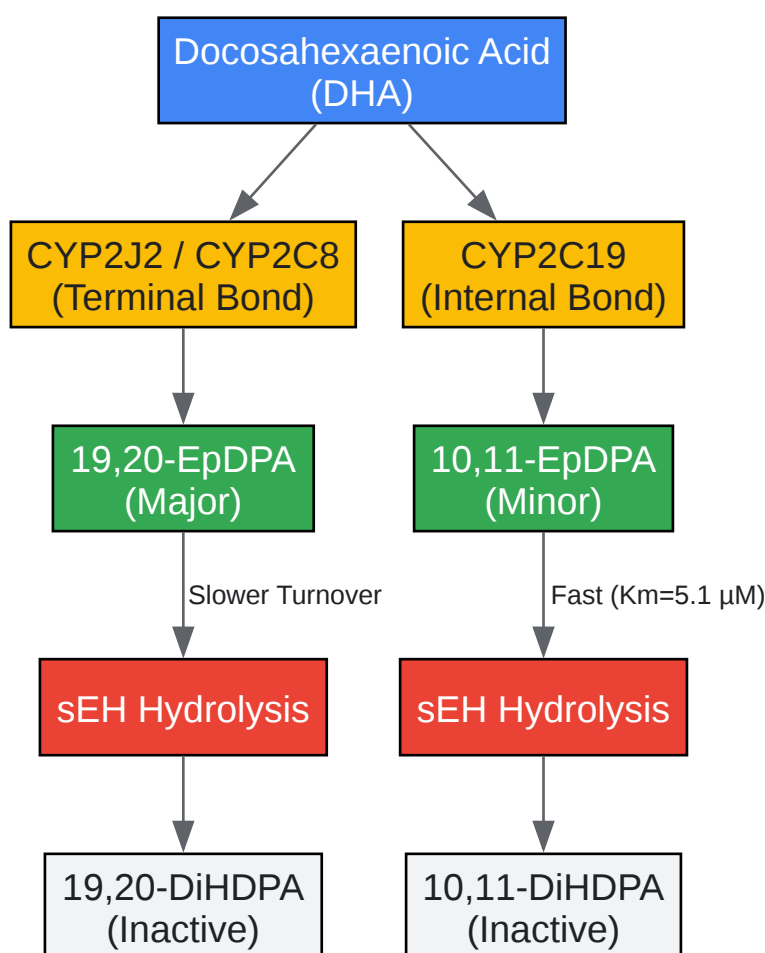 Docosahexaenoic Acid
(DHA)
CYP2J2 / CYP2C8
(Terminal Bond)
CYP2C19
(Internal Bond)
19,20-EpDPA
(Major)
10,11-EpDPA
(Minor)
Slower Turnover
Fast (Km=5.1 µM)
sEH Hydrolysis
sEH Hydrolysis
19,20-DiHDPA
(Inactive)
10,11-DiHDPA
(Inactive)